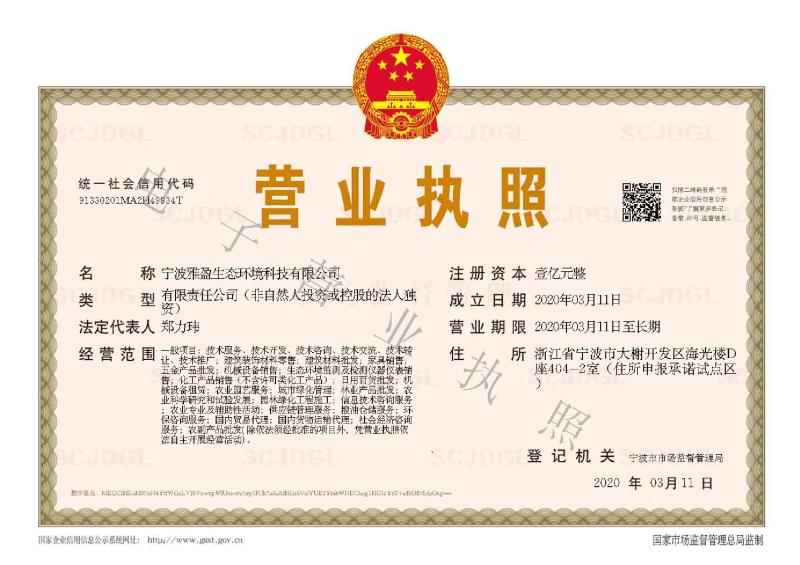 SCJDGL SCJDGL SCJDGL SCJDGL
统一社会信用代码
91330201MA2H49934T
营业执照
扫描二维码登录“国
家企业信用信息公示
系统”了解更多登记、
备案、许可、监管信息。
电子营业执照
名称 宁波雅盈生态环境科技有限公司
类型 有限责任公司（非自然人投资或控股的法人独
资）
法定代表人 郑力玮
经营范围 一般项目：技术服务、技术开发、技术咨询、技术交流、技术转
让、技术推广；建筑装饰材料零售；建筑材料批发；家具销售；
五金产品批发；机械设备销售；生态环境监测及检测仪器仪表销
售；化工产品销售（不含许可类化工产品）；日用百货批发；机
械设备租赁；农业园艺服务；城市绿化管理；林业产品销售；农
业科学研究和试验发展；园林绿化工程施工；信息技术咨询服务
；农业专业及辅助性活动；供应链管理服务；粮油仓储服务；环
保咨询服务；国内贸易代理；国内货物运输代理；社会经济咨询
服务；农副产品批发(除依法须经批准的项目外，凭营业执照依
法自主开展经营活动)。
注册资本 壹亿元整
成立日期 2020年03月11日
营业期限 2020年03月11日至长期
住所 浙江省宁波市大榭开发区海光楼D
座404-2室（住所申报承诺试点区
）
登记机关 宁波市市场监督管理局
2020 年 03月 11 日
SCJDGL SCJDGL SCJDGL SCJDGL
数字签名：
国家企业信用信息公示系统网址： http://www.gsxt.gov.cn
国家市场监督管理总局监制